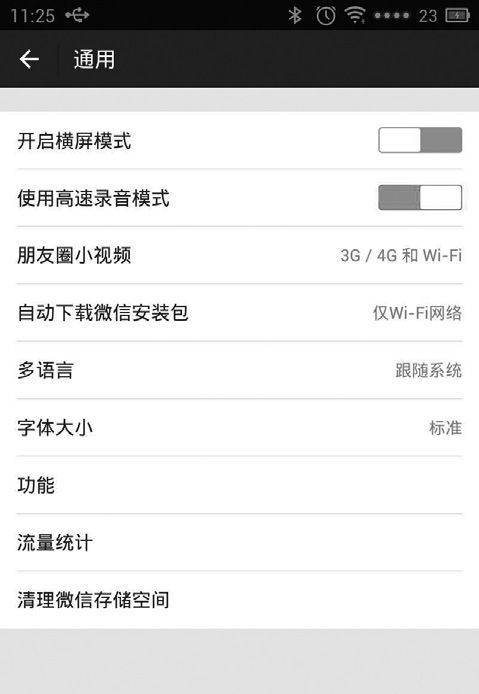 11:25 23
通用
开启横屏模式
使用高速录音模式
朋友圈小视频 3G / 4G 和 Wi-Fi
自动下载微信安装包 仅Wi-Fi网络
多语言 跟随系统
字体大小 标准
功能
流量统计
清理微信存储空间